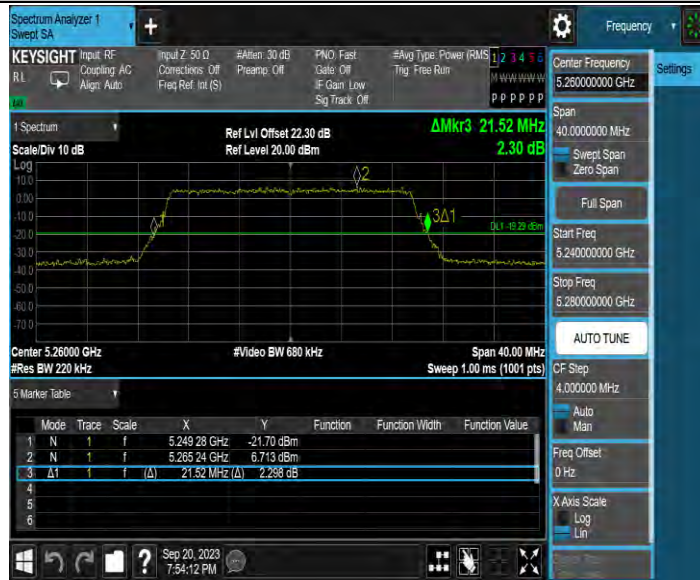 Spectrum Analyzer 1
Swept SA
+
Frequency
KEYSIGHT
RL
Input: RF
Coupling: AC
Align: Auto
Input Z: 50 Ω
Corrections: Off
Freq Ref: Int (S)
#Atten: 30 dB
Preamp: Off
PNO: Fast
Gate: Off
IF Gain: Low
Sig Track: Off
#Avg Type: Power (RMS
Trig: Free Run
1 2 3 4 5 6
M W W W W W
P P P P P P
1 Spectrum
Scale/Div 10 dB
Ref Lvl Offset 22.30 dB
Ref Level 20.00 dBm
ΔMkr3 21.52 MHz
2.30 dB
Log
10.0
0.00
-10.0
-20.0
-30.0
-40.0
-50.0
-60.0
-70.0
2
3Δ1
DL1 -19.29 dBm
Center 5.26000 GHz
#Video BW 680 kHz
Span 40.00 MHz
#Res BW 220 kHz
Sweep 1.00 ms (1001 pts)
5 Marker Table
Mode Trace Scale X Y Function Function Width Function Value
1 N 1 f 5.249 28 GHz -21.70 dBm
2 N 1 f 5.265 24 GHz 6.713 dBm
3 Δ1 1 f (Δ) 21.52 MHz (Δ) 2.298 dB
4
5
6
Sep 20, 2023
7:54:12 PM
Center Frequency
5.260000000 GHz
Span
40.0000000 MHz
Swept Span
Zero Span
Full Span
Start Freq
5.240000000 GHz
Stop Freq
5.280000000 GHz
AUTO TUNE
CF Step
4.000000 MHz
Auto
Man
Freq Offset
0 Hz
X Axis Scale
Log
Lin
Settings